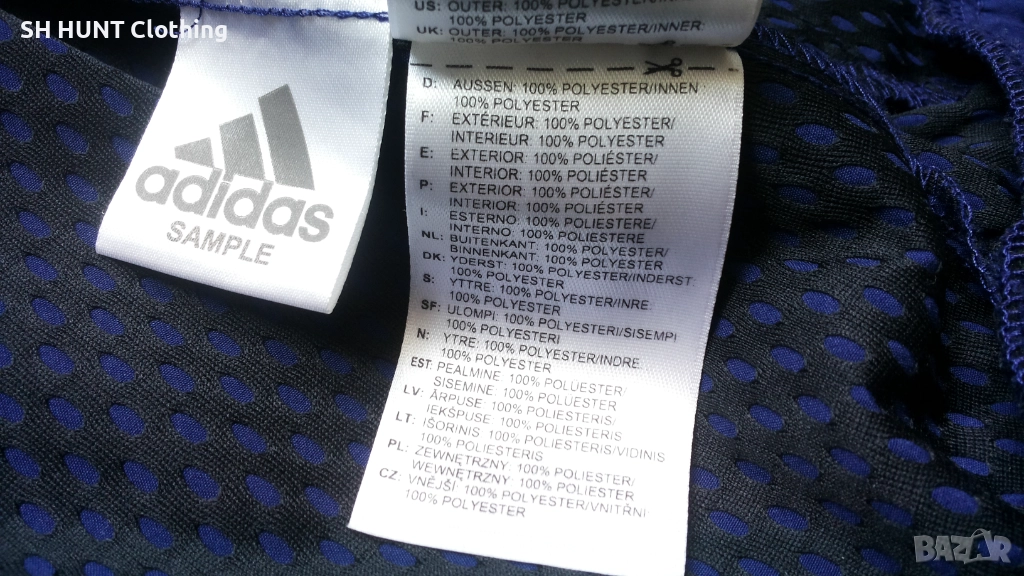 SH HUNT Clothing
adidas
SAMPLE
US: OUTER: 100% POLYESTER/INNER:
100% POLYESTER
UK: OUTER: 100% POLYESTER/INNER:
100% POLYESTER
D: AUSSEN: 100% POLYESTER/INNEN:
100% POLYESTER
F: EXTÉRIEUR: 100% POLYESTER/
INTERIEUR: 100% POLYESTER
E: EXTERIOR: 100% POLIÉSTER/
INTERIOR: 100% POLIÉSTER
P: EXTERIOR: 100% POLIÉSTER/
INTERIOR: 100% POLIÉSTER
I: ESTERNO: 100% POLIESTERE/
INTERNO: 100% POLIESTERE
NL: BUITENKANT: 100% POLYESTER/
BINNENKANT: 100% POLYESTER
DK: YDERST: 100% POLYESTER/INDERST:
100% POLYESTER
S: YTTRE: 100% POLYESTER/INRE:
100% POLYESTER
SF: ULOMPI: 100% POLYESTERI/SISEMPI:
100% POLYESTERI
N: YTRE: 100% POLYESTER/INDRE:
100% POLYESTER
EST: PEALMINE: 100% POLUESTER/
SISEMINE: 100% POLUESTER
LV: ĀRPUSE: 100% POLIESTERIS/
IEKŠPUSE: 100% POLIESTERIS
LT: IŠORINIS: 100% POLIESTERIS/VIDINIS:
100% POLIESTERIS
PL: ZEWNĘTRZNY: 100% POLIESTER/
WEWNĘTRZNY: 100% POLIESTER
CZ: VNĚJŠÍ: 100% POLYESTER/VNITŘNÍ:
100% POLYESTER
BAZAR